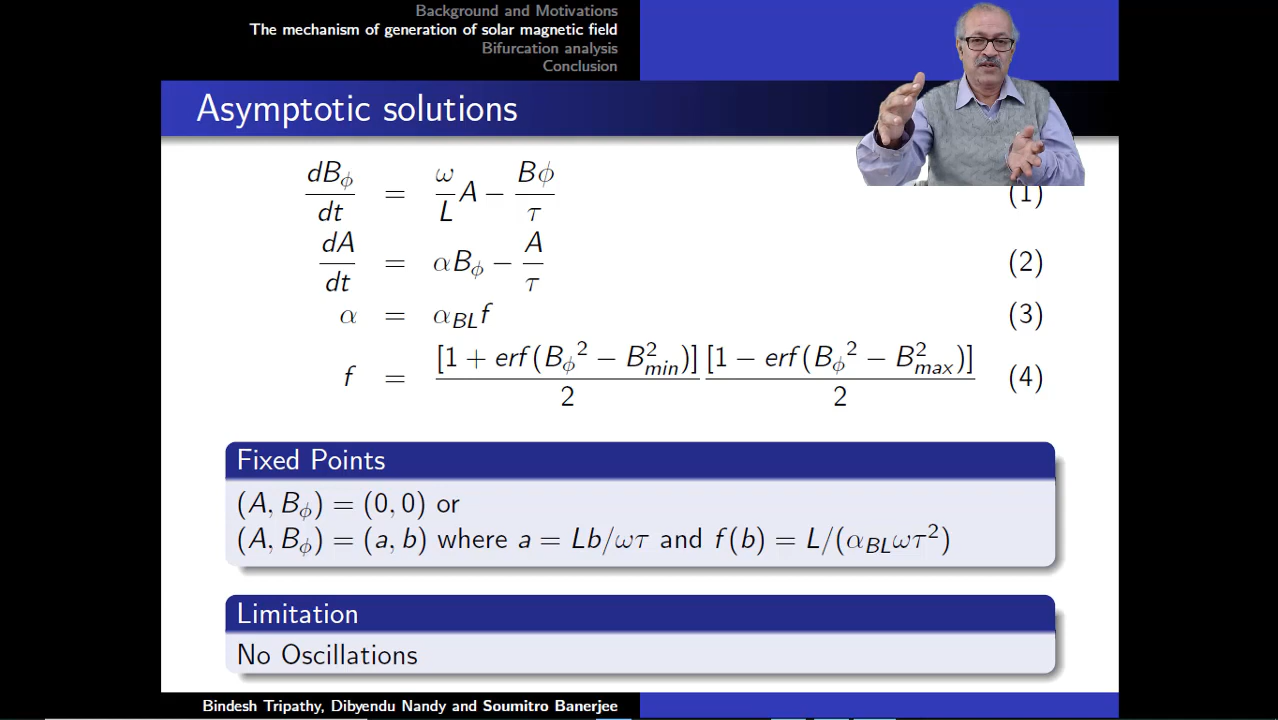 Background and Motivations
The mechanism of generation of solar magnetic field
Bifurcation analysis
Conclusion
Asymptotic solutions
dB_ϕ/dt = ω/L A − Bϕ/τ (1)
dA/dt = αB_ϕ − A/τ (2)
α = α_BL f (3)
f = [1 + erf(B_ϕ² − B²_min)]/2 [1 − erf(B_ϕ² − B²_max)]/2 (4)
Fixed Points
(A, B_ϕ) = (0, 0) or
(A, B_ϕ) = (a, b) where a = Lb/ωτ and f(b) = L/(α_BLωτ²)
Limitation
No Oscillations
Bindesh Tripathy, Dibyendu Nandy and Soumitro Banerjee